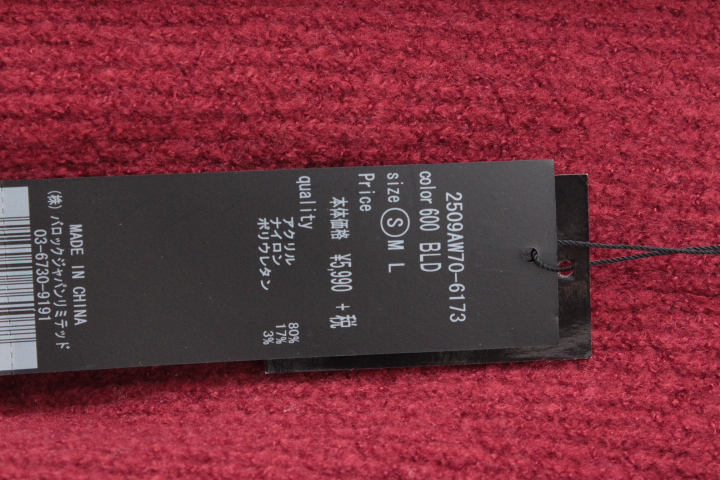 2509AW70-6173
color 600 BLD
size Ⓢ M L
Price
本体価格 ¥5,990 +税
quality
アクリル 80%
ナイロン 17%
ポリウレタン 3%
MADE IN CHINA
(株) バロックジャパンリミテッド
03-6730-9191